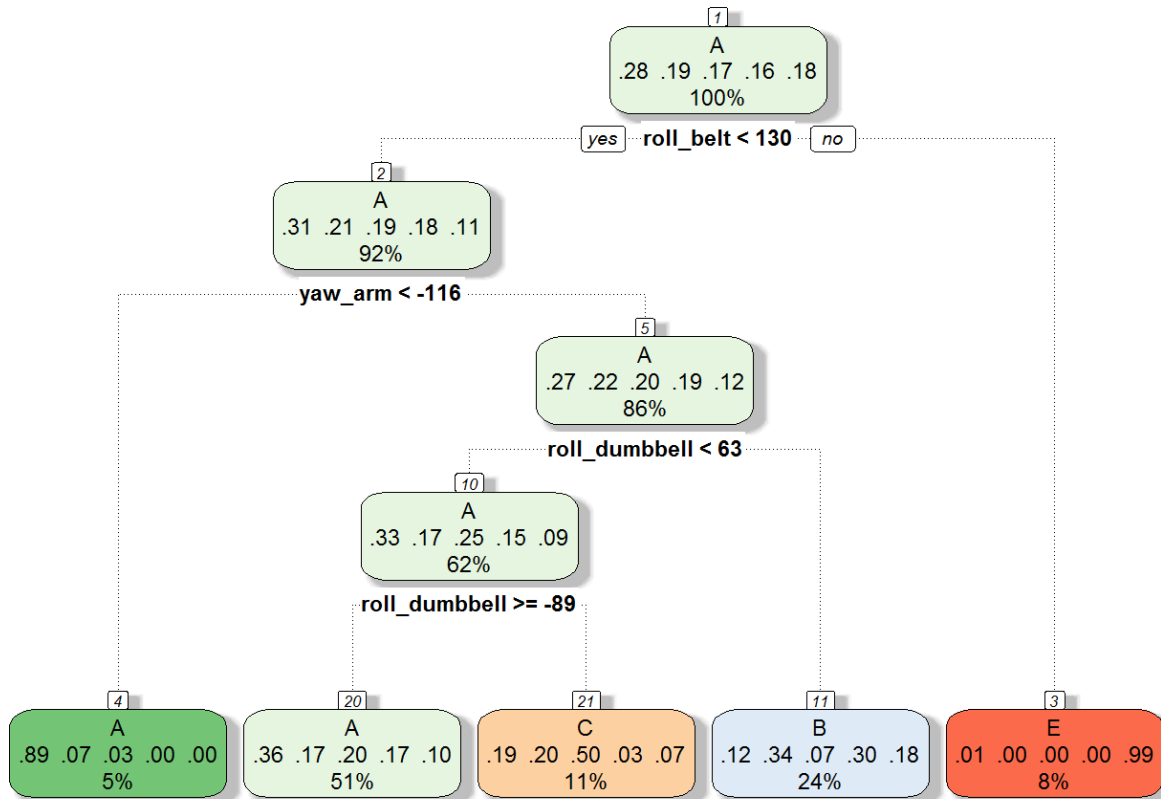 1
A
.28 .19 .17 .16 .18
100%
yes roll_belt < 130 no
2
A
.31 .21 .19 .18 .11
92%
yaw_arm < -116
5
A
.27 .22 .20 .19 .12
86%
roll_dumbbell < 63
10
A
.33 .17 .25 .15 .09
62%
roll_dumbbell >= -89
4
A
.89 .07 .03 .00 .00
5%
20
A
.36 .17 .20 .17 .10
51%
21
C
.19 .20 .50 .03 .07
11%
11
B
.12 .34 .07 .30 .18
24%
3
E
.01 .00 .00 .00 .99
8%